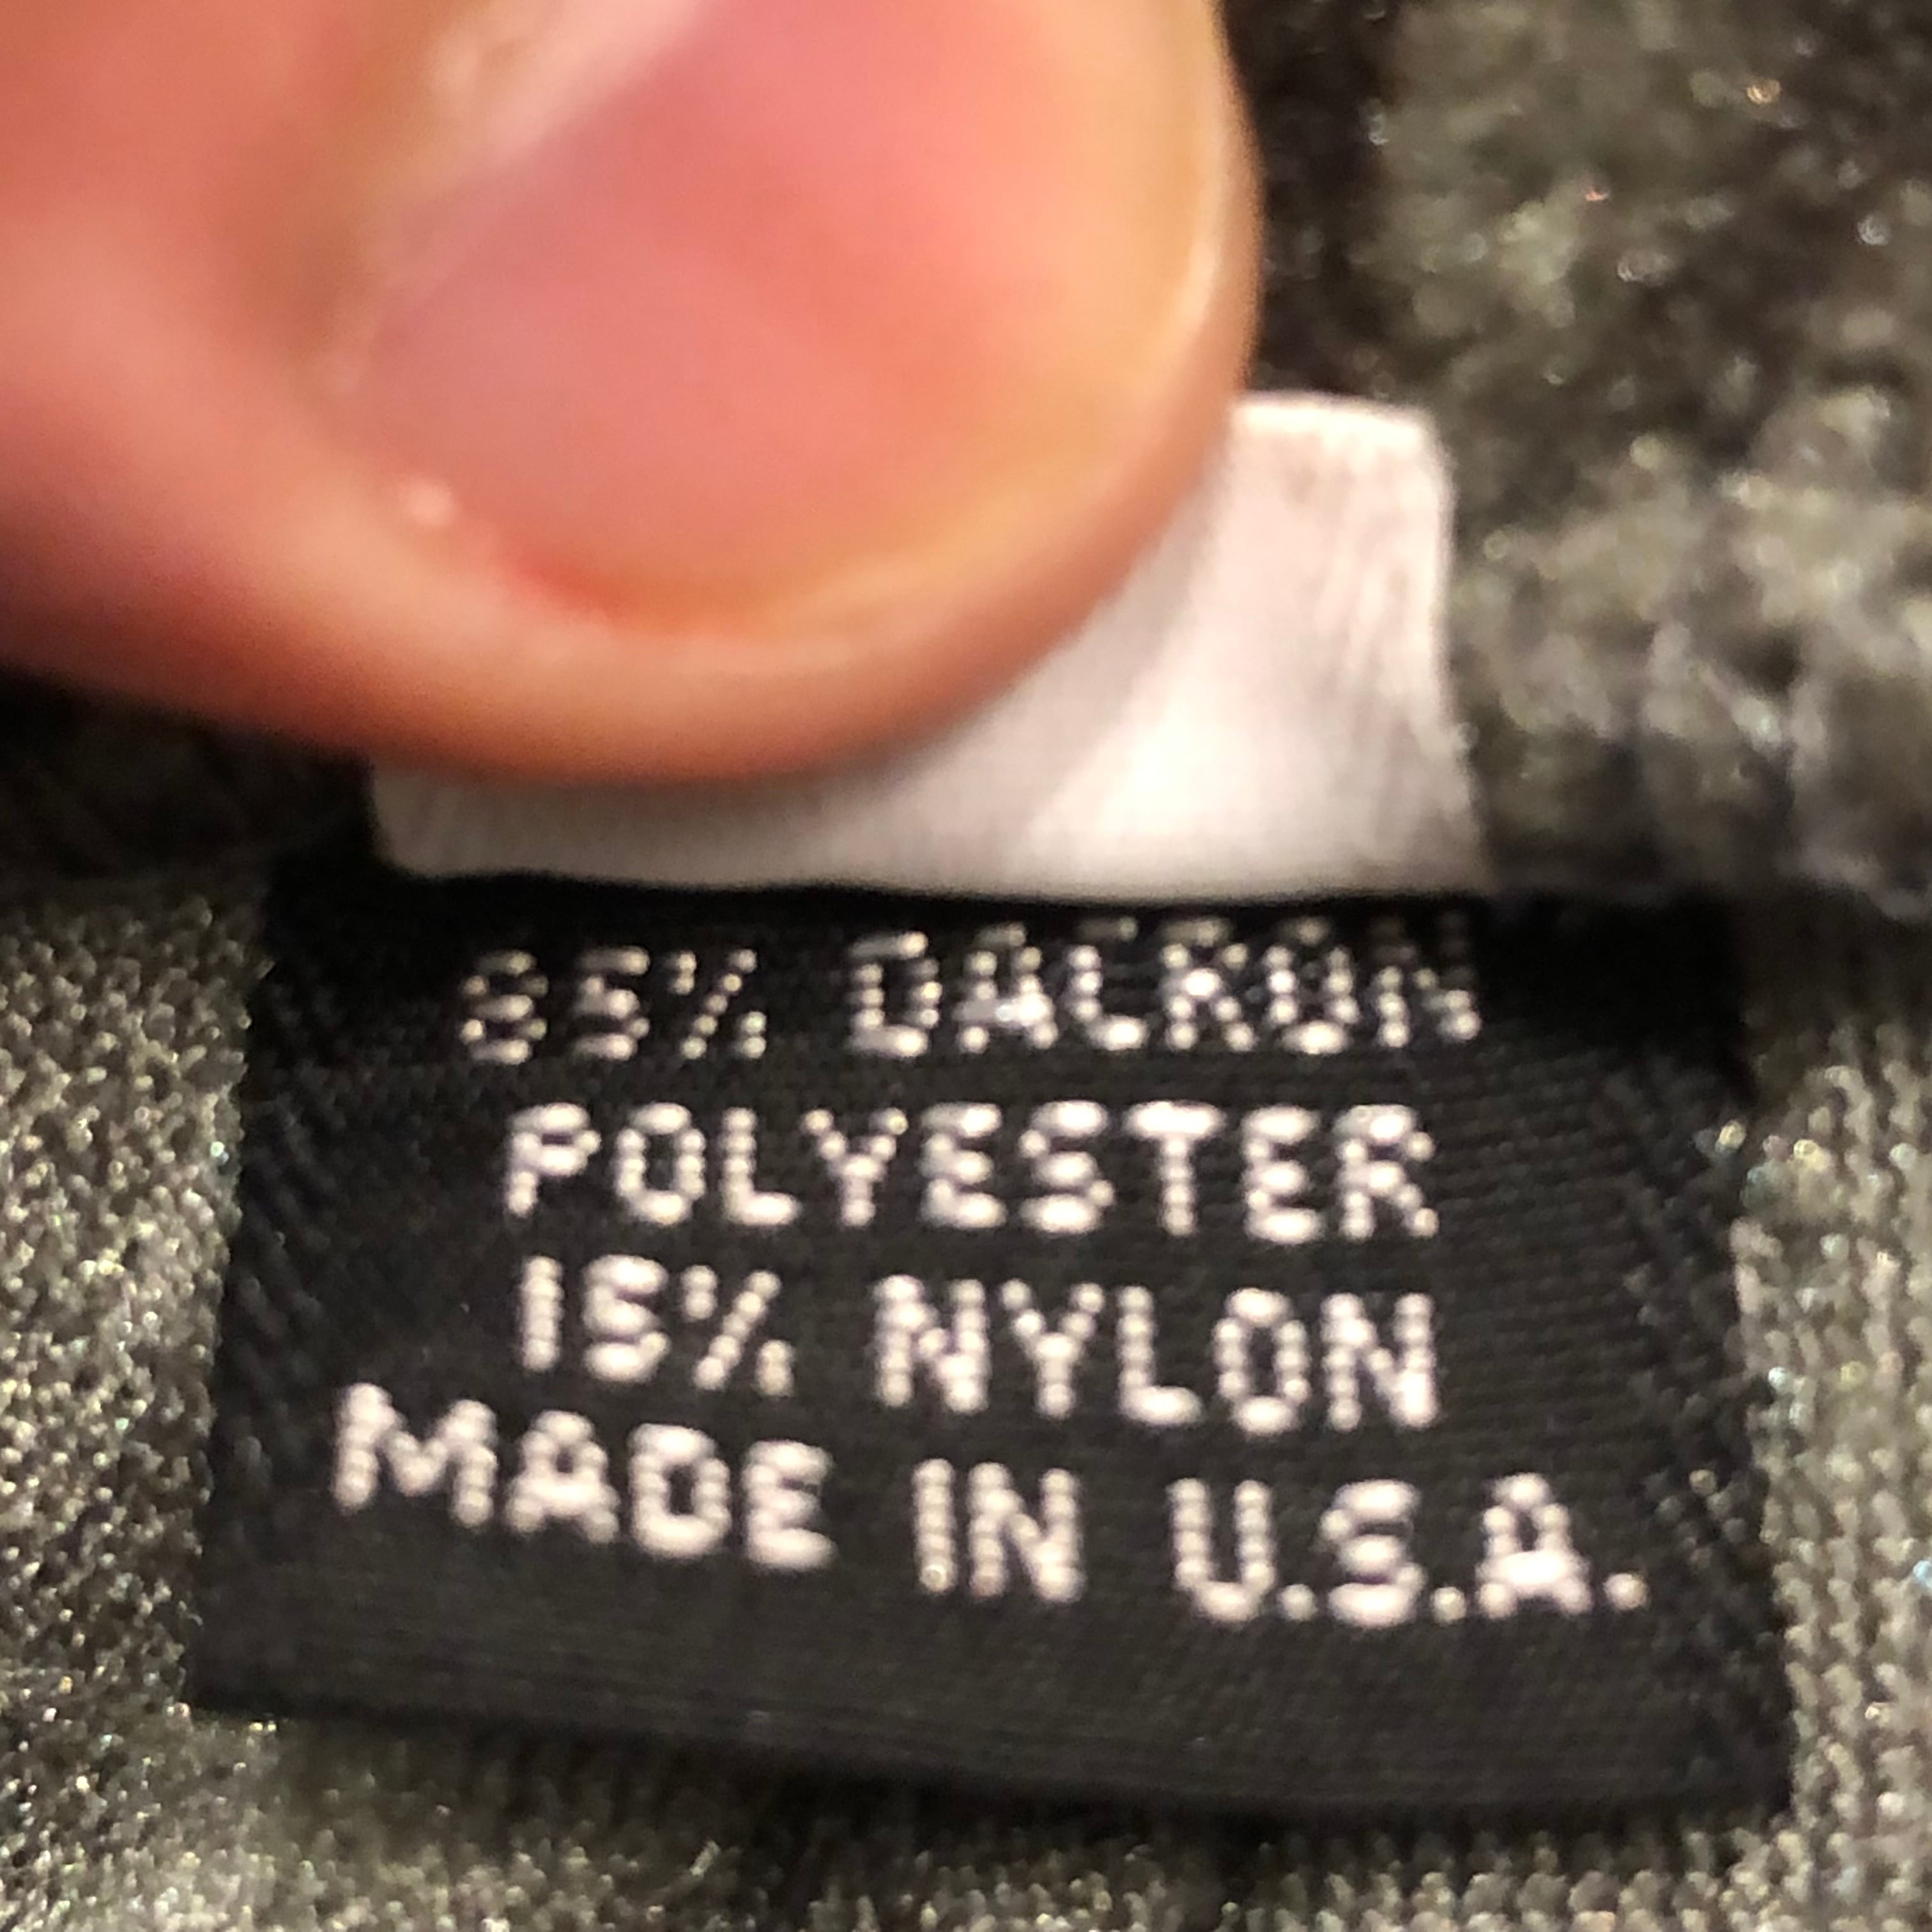 85% DACRON
POLYESTER
15% NYLON
MADE IN U.S.A.